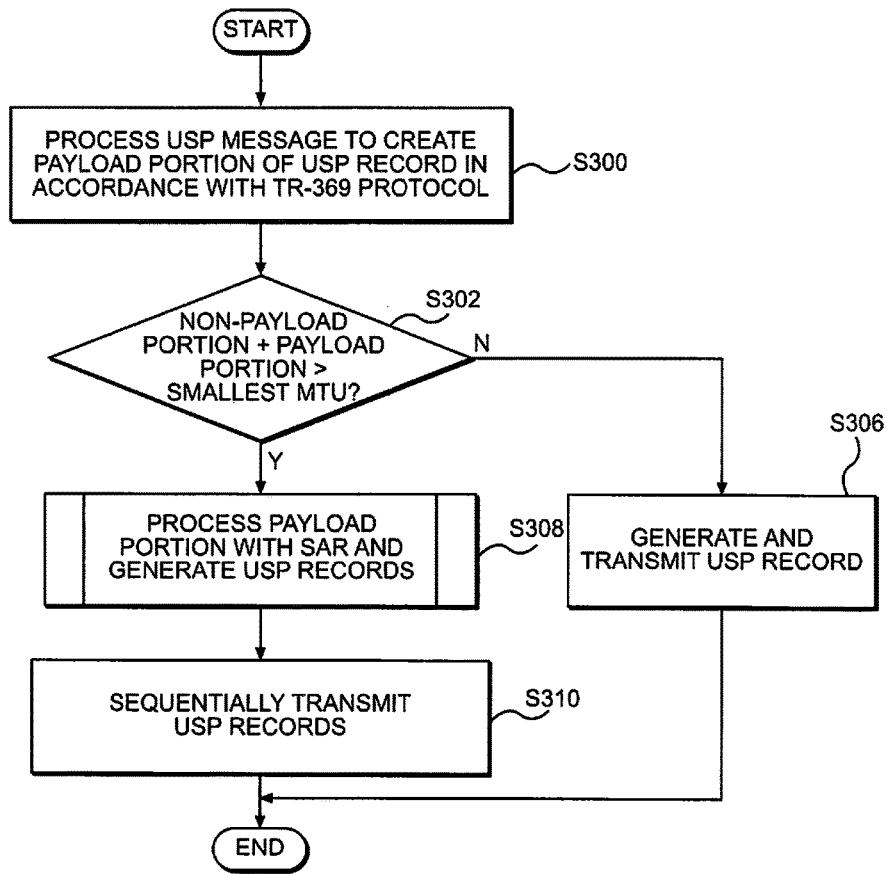 START
PROCESS USP MESSAGE TO CREATE
PAYLOAD PORTION OF USP RECORD IN
ACCORDANCE WITH TR-369 PROTOCOL
S300
S302
NON-PAYLOAD
PORTION + PAYLOAD
PORTION >
SMALLEST MTU?
N
Y
S306
PROCESS PAYLOAD
PORTION WITH SAR AND
GENERATE USP RECORDS
S308
GENERATE AND
TRANSMIT USP RECORD
SEQUENTIALLY TRANSMIT
USP RECORDS
S310
END